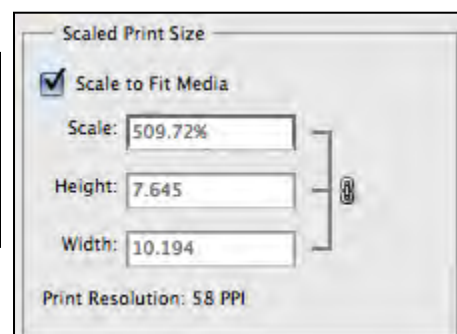 Scaled Print Size
Scale to Fit Media
Scale: 509.72%
Height: 7.645
Width: 10.194
Print Resolution: 58 PPI